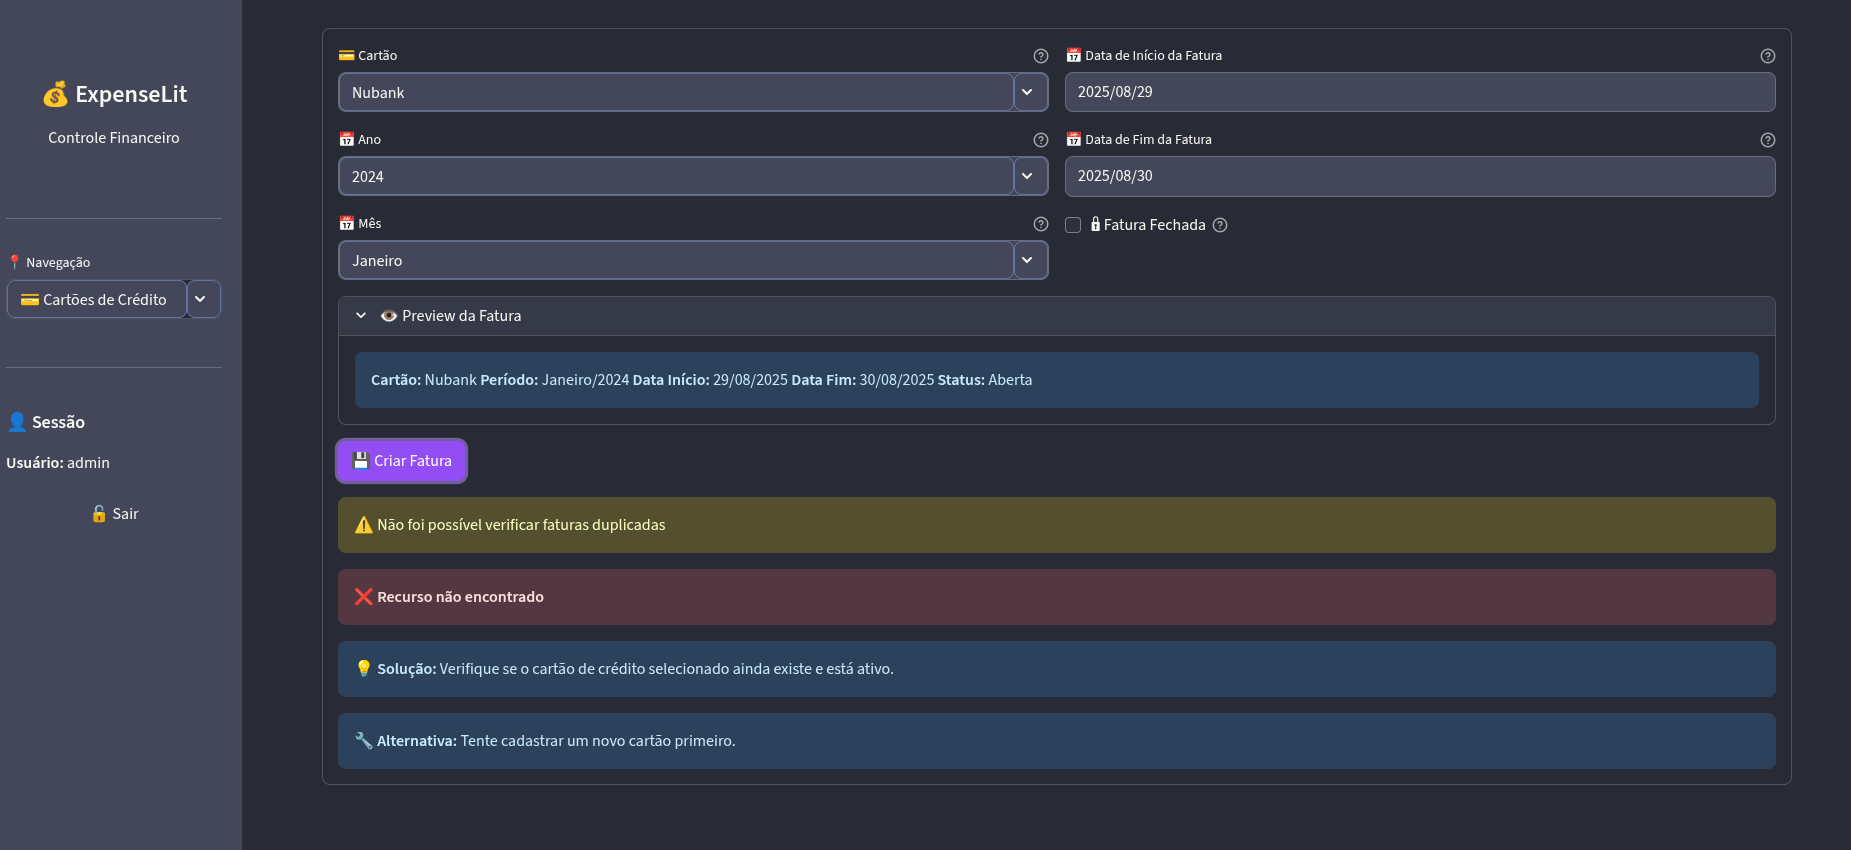 💰 ExpenseLit
Controle Financeiro
📍 Navegação
💳 Cartões de Crédito
👤 Sessão
Usuário: admin
🔓 Sair
💳 Cartão
Nubank
📅 Ano
2024
📅 Mês
Janeiro
📅 Data de Início da Fatura
2025/08/29
📅 Data de Fim da Fatura
2025/08/30
🔒 Fatura Fechada
👁️ Preview da Fatura
Cartão: Nubank Período: Janeiro/2024 Data Início: 29/08/2025 Data Fim: 30/08/2025 Status: Aberta
💾 Criar Fatura
⚠️ Não foi possível verificar faturas duplicadas
❌ Recurso não encontrado
💡 Solução: Verifique se o cartão de crédito selecionado ainda existe e está ativo.
🔧 Alternativa: Tente cadastrar um novo cartão primeiro.